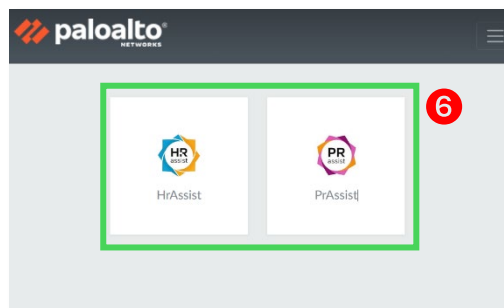 paloalto®
NETWORKS
6
HR
assist
PR
assist
HrAssist
PrAssist